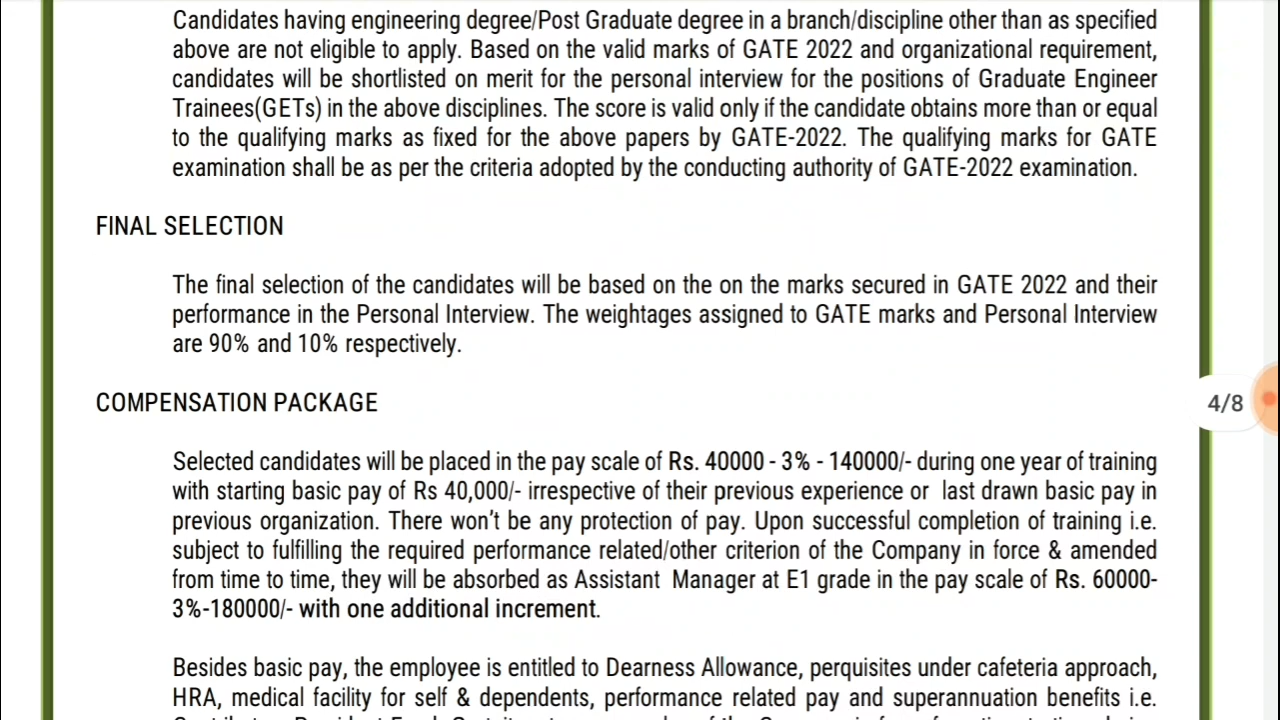 Candidates having engineering degree/Post Graduate degree in a branch/discipline other than as specified
above are not eligible to apply. Based on the valid marks of GATE 2022 and organizational requirement,
candidates will be shortlisted on merit for the personal interview for the positions of Graduate Engineer
Trainees(GETs) in the above disciplines. The score is valid only if the candidate obtains more than or equal
to the qualifying marks as fixed for the above papers by GATE-2022. The qualifying marks for GATE
examination shall be as per the criteria adopted by the conducting authority of GATE-2022 examination.
FINAL SELECTION
The final selection of the candidates will be based on the on the marks secured in GATE 2022 and their
performance in the Personal Interview. The weightages assigned to GATE marks and Personal Interview
are 90% and 10% respectively.
COMPENSATION PACKAGE
4/8
Selected candidates will be placed in the pay scale of Rs. 40000 - 3% - 140000/- during one year of training
with starting basic pay of Rs 40,000/- irrespective of their previous experience or last drawn basic pay in
previous organization. There won't be any protection of pay. Upon successful completion of training i.e.
subject to fulfilling the required performance related/other criterion of the Company in force & amended
from time to time, they will be absorbed as Assistant Manager at E1 grade in the pay scale of Rs. 60000-
3%-180000/- with one additional increment.
Besides basic pay, the employee is entitled to Dearness Allowance, perquisites under cafeteria approach,
HRA, medical facility for self & dependents, performance related pay and superannuation benefits i.e.